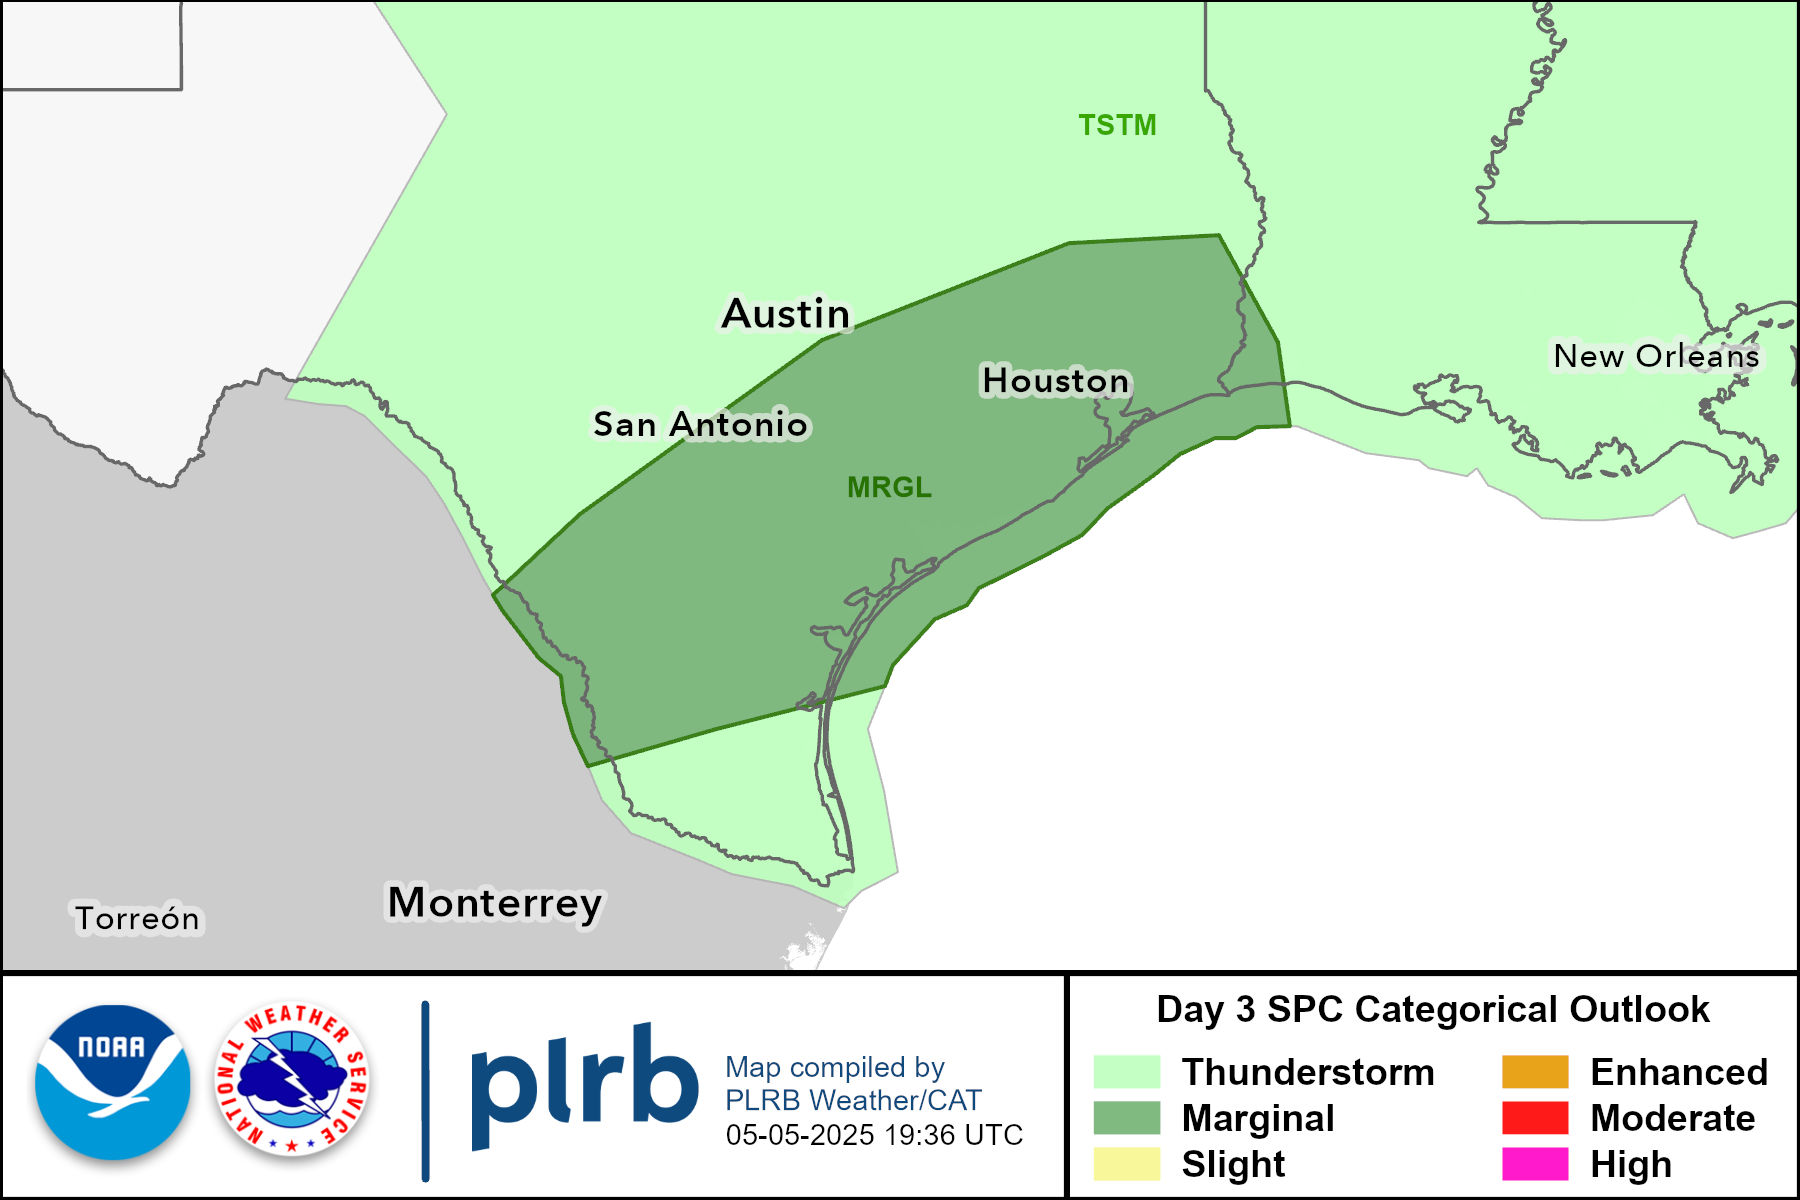 TSTM
Austin
New Orleans
Houston
San Antonio
MRGL
Monterrey
Torreón
NOAA
NATIONAL WEATHER SERVICE
plrb
Map compiled by
PLRB Weather/CAT
05-05-2025 19:36 UTC
Day 3 SPC Categorical Outlook
Thunderstorm
Marginal
Slight
Enhanced
Moderate
High